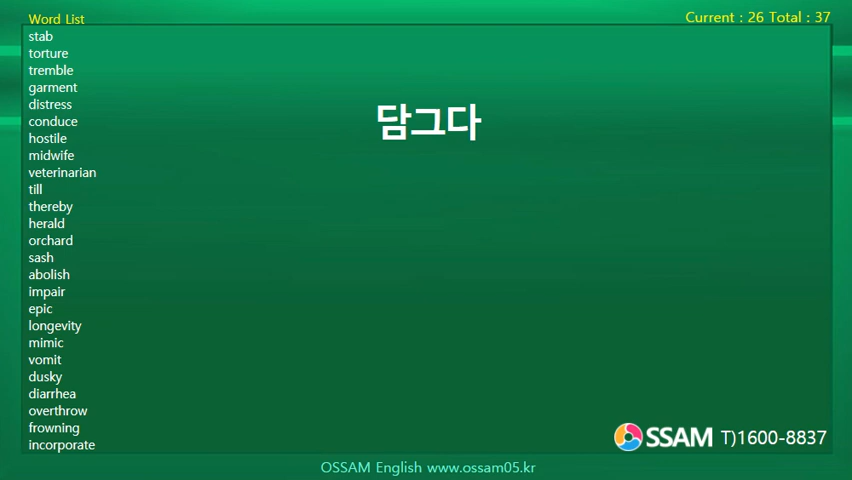 Word List
Current : 26 Total : 37
stab
torture
tremble
garment
distress
conduce
hostile
midwife
veterinarian
till
thereby
herald
orchard
sash
abolish
impair
epic
longevity
mimic
vomit
dusky
diarrhea
overthrow
frowning
incorporate
담그다
OSSAM T)1600-8837
OSSAM English www.ossam05.kr